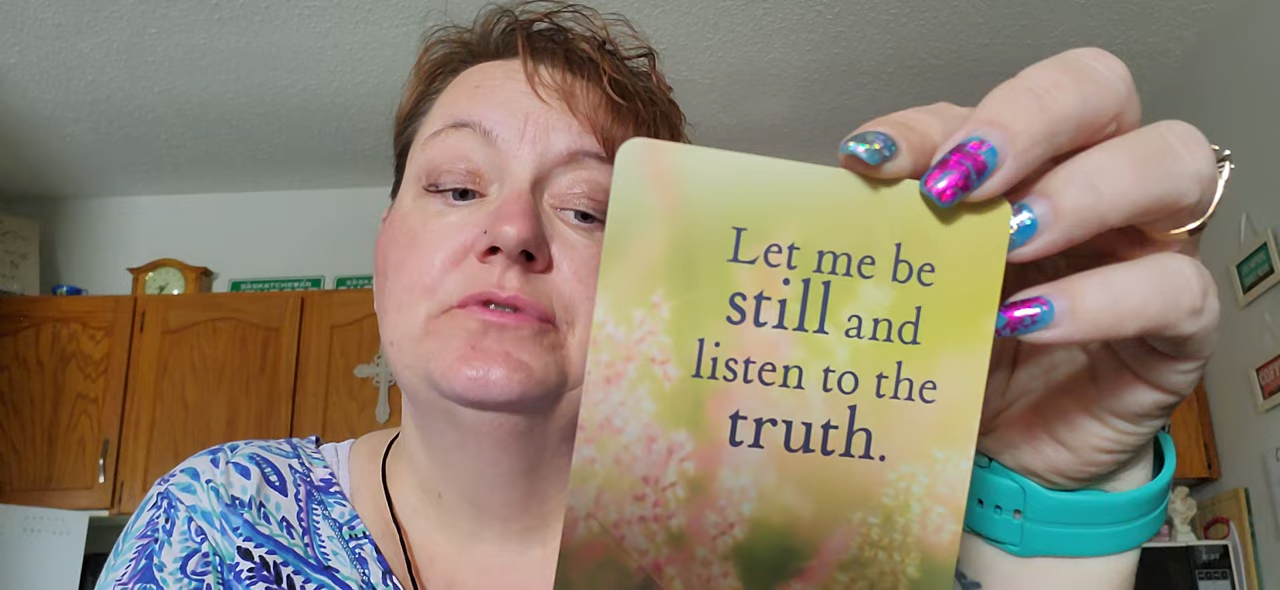 SASKATCHEWAN
Let me be
still and
listen to the
truth.